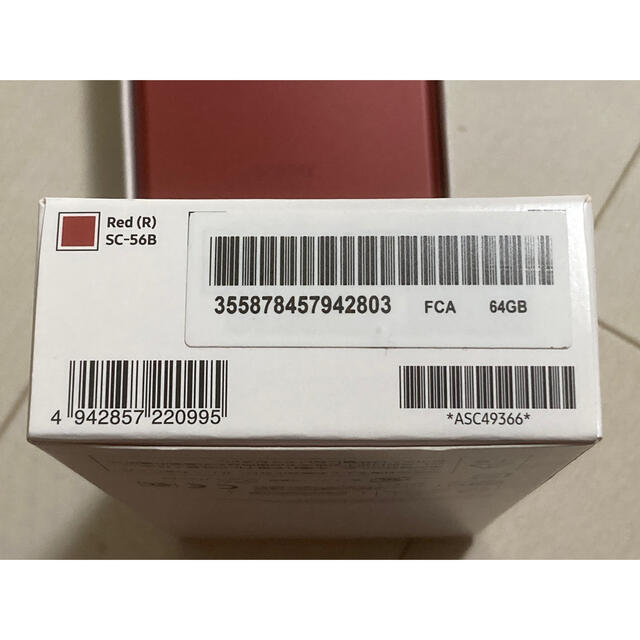 Red (R)
SC-56B
355878457942803 FCA 64GB
4 942857 220995
*ASC49366*